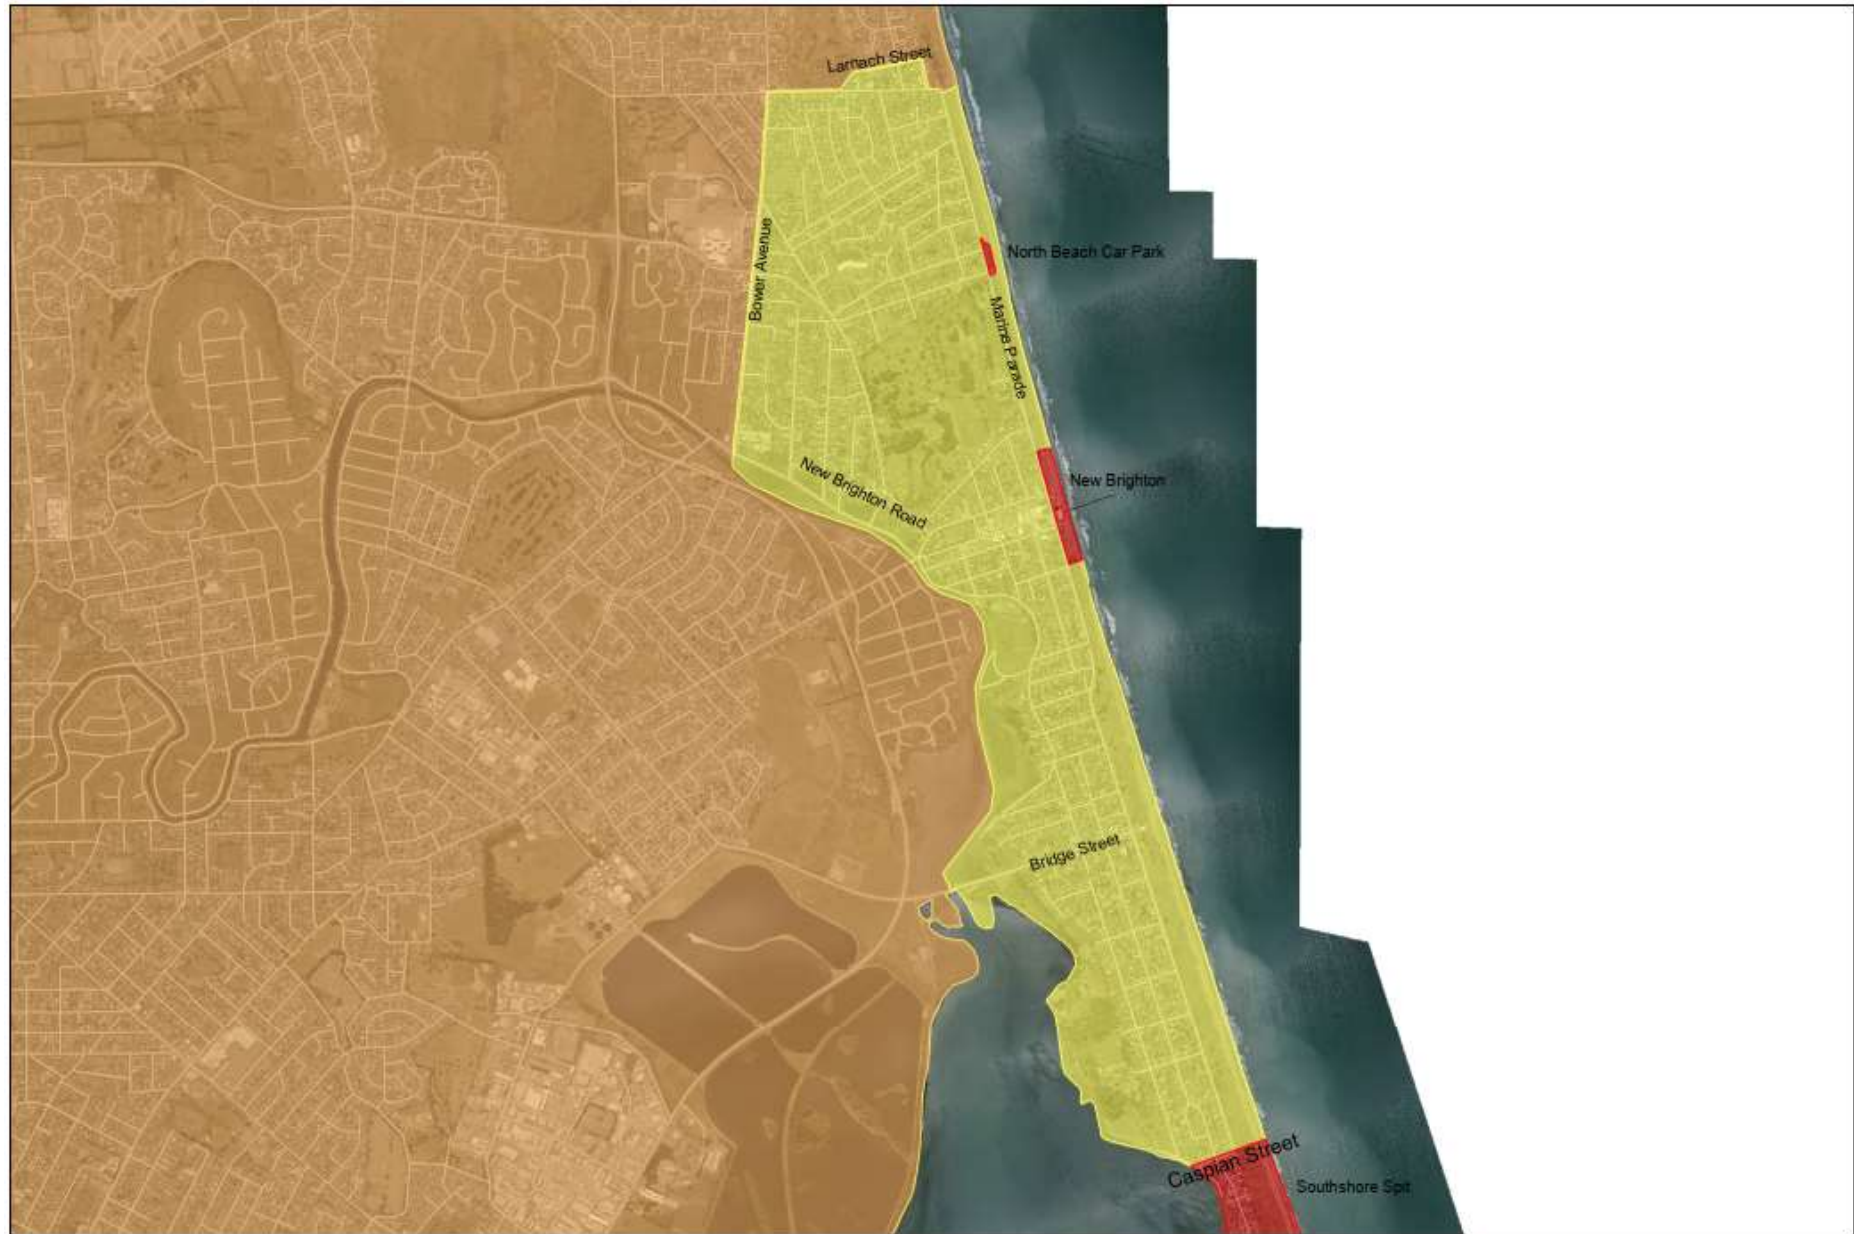 Larnach Street
Bower Avenue
North Beach Car Park
Marine Parade
New Brighton
New Brighton Road
Bridge Street
Caspian Street
Southshore Spit